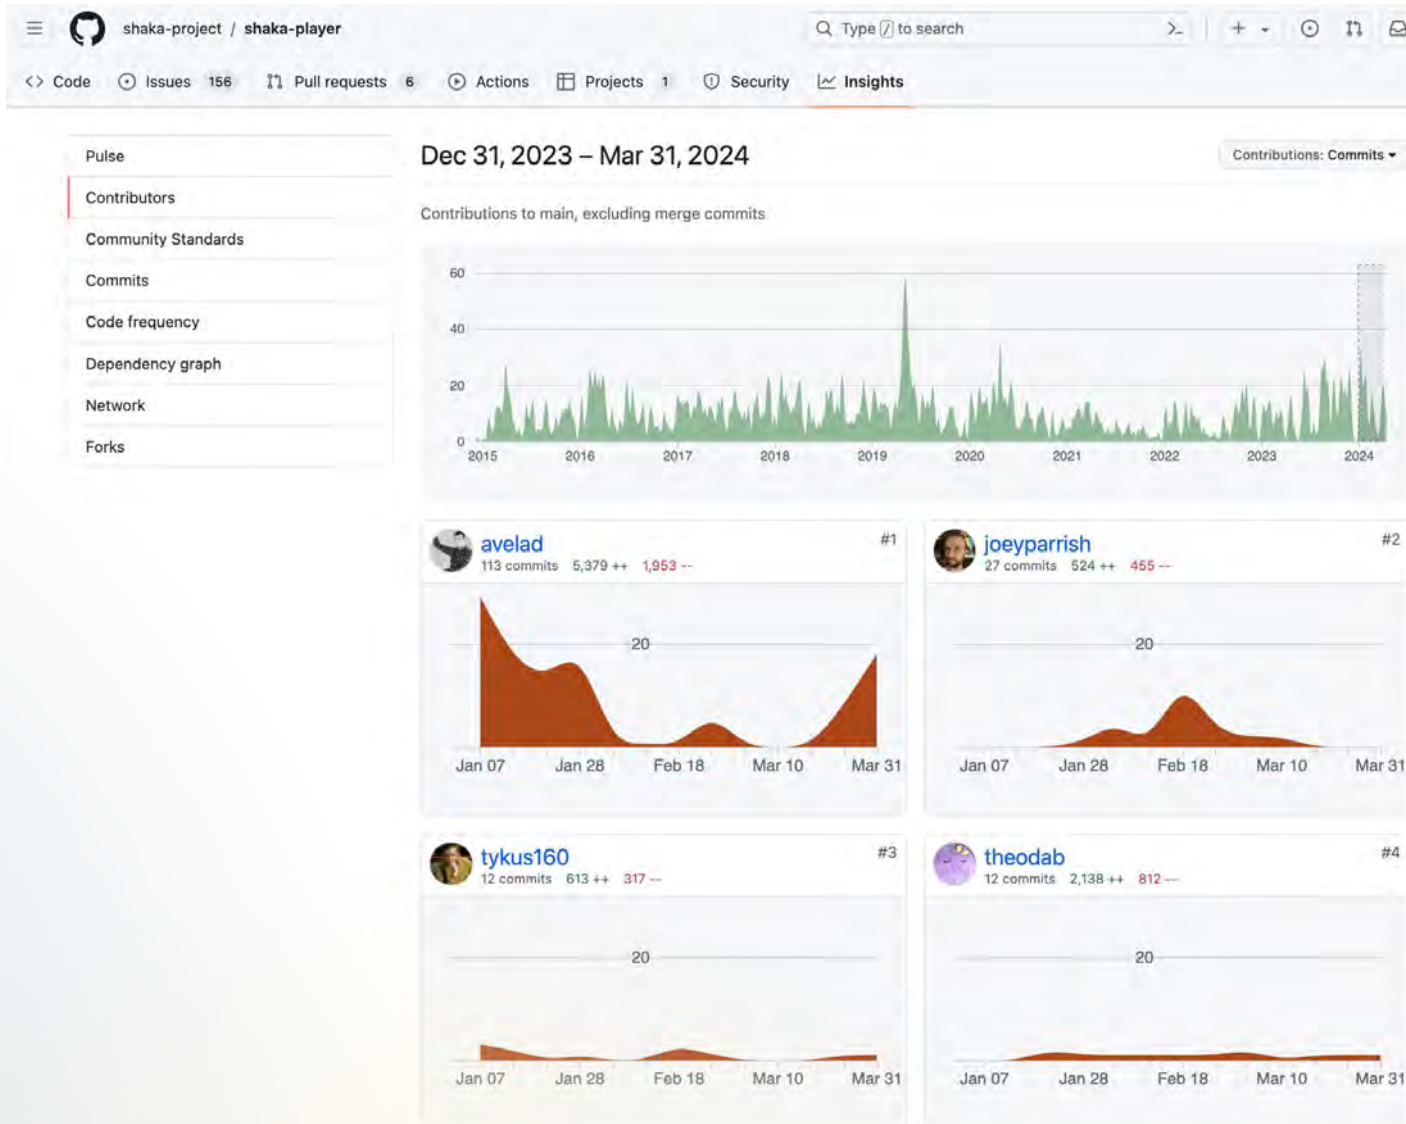 shaka-project / shaka-player
Type / to search
<> Code Issues 156 Pull requests 6 Actions Projects 1 Security Insights
Pulse
Contributors
Community Standards
Commits
Code frequency
Dependency graph
Network
Forks
Dec 31, 2023 – Mar 31, 2024
Contributions: Commits
Contributions to main, excluding merge commits
60
40
20
0
2015 2016 2017 2018 2019 2020 2021 2022 2023 2024
avelad #1
113 commits 5,379 ++ 1,953 --
20
Jan 07 Jan 28 Feb 18 Mar 10 Mar 31
joeyparrish #2
27 commits 524 ++ 455 --
20
Jan 07 Jan 28 Feb 18 Mar 10 Mar 31
tykus160 #3
12 commits 613 ++ 317 --
20
Jan 07 Jan 28 Feb 18 Mar 10 Mar 31
theodab #4
12 commits 2,138 ++ 812 --
20
Jan 07 Jan 28 Feb 18 Mar 10 Mar 31